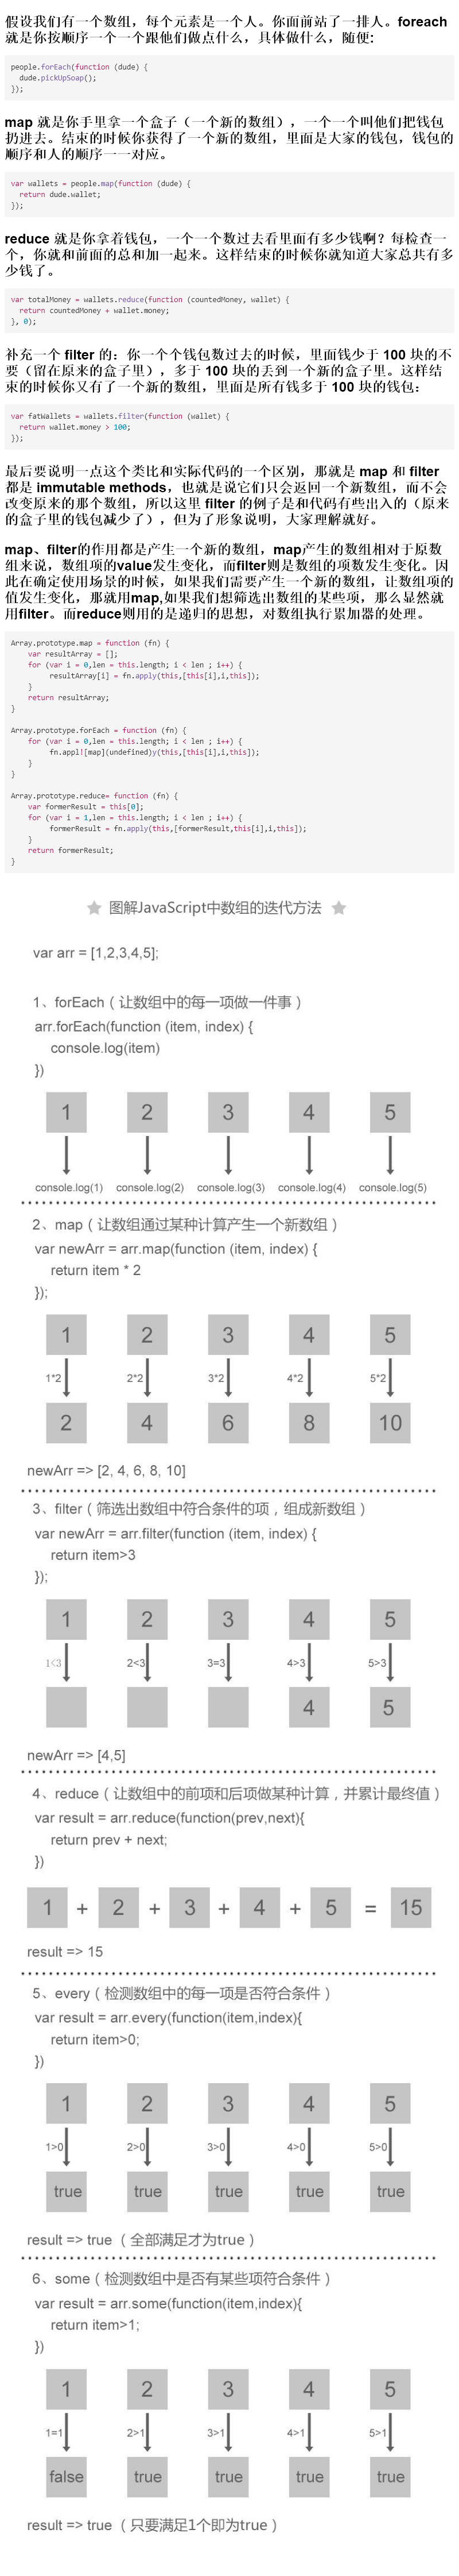 假设我们有一个数组，每个元素是一个人。你面前站了一排人。foreach
就是你按顺序一个一个跟他们做点什么，具体做什么，随便：
people.forEach(function (dude) {
  dude.pickUpSoap();
});
map 就是你手里拿一个盒子（一个新的数组），一个一个叫他们把钱包
扔进去。结束的时候你获得了一个新的数组，里面是大家的钱包，钱包的
顺序和人的顺序一一对应。
var wallets = people.map(function (dude) {
  return dude.wallet;
});
reduce 就是你拿着钱包，一个一个数过去看里面有多少钱啊？每检查一
个，你就和前面的总和加一起来。这样结束的时候你就知道大家总共有多
少钱了。
var totalMoney = wallets.reduce(function (countedMoney, wallet) {
  return countedMoney + wallet.money;
}, 0);
补充一个 filter 的：你一个个钱包数过去的时候，里面钱少于 100 块的不
要（留在原来的盒子里），多于 100 块的丢到一个新的盒子里。这样结
束的时候你又有了一个新的数组，里面是所有钱多于 100 块的钱包：
var fatWallets = wallets.filter(function (wallet) {
  return wallet.money > 100;
});
最后要说明一点这个类比和实际代码的一个区别，那就是 map 和 filter
都是 immutable methods，也就是说它们只会返回一个新数组，而不会
改变原来的那个数组，所以这里 filter 的例子是和代码有些出入的（原来
的盒子里的钱包减少了），但为了形象说明，大家理解就好。
map、filter的作用都是产生一个新的数组，map产生的数组相对于原数
组来说，数组项的value发生变化，而filter则是数组的项数发生变化。因
此在确定使用场景的时候，如果我们需要产生一个新的数组，让数组项的
值发生变化，那就用map,如果我们想筛选出数组的某些项，那么显然就
用filter。而reduce则用的是递归的思想，对数组执行累加器的处理。
Array.prototype.map = function (fn) {
    var resultArray = [];
    for (var i = 0,len = this.length; i < len ; i++) {
         resultArray[i] = fn.apply(this,[this[i],i,this]);
    }
    return resultArray;
}
Array.prototype.forEach = function (fn) {
    for (var i = 0,len = this.length; i < len ; i++) {
         fn.appl![map](undefined)y(this,[this[i],i,this]);
    }
}
Array.prototype.reduce= function (fn) {
    var formerResult = this[0];
    for (var i = 1,len = this.length; i < len ; i++) {
         formerResult = fn.apply(this,[formerResult,this[i],i,this]);
    }
    return formerResult;
}
★ 图解JavaScript中数组的迭代方法 ★
var arr = [1,2,3,4,5];
1、forEach（让数组中的每一项做一件事）
arr.forEach(function (item, index) {
    console.log(item)
})
1 2 3 4 5
console.log(1) console.log(2) console.log(3) console.log(4) console.log(5)
2、map（让数组通过某种计算产生一个新数组）
var newArr = arr.map(function (item, index) {
    return item * 2
});
1 2 3 4 5
1*2 2*2 3*2 4*2 5*2
2 4 6 8 10
newArr => [2, 4, 6, 8, 10]
3、filter（筛选出数组中符合条件的项，组成新数组）
var newArr = arr.filter(function (item, index) {
    return item>3
});
1 2 3 4 5
1<3 2<3 3=3 4>3 5>3
4 5
newArr => [4,5]
4、reduce（让数组中的前项和后项做某种计算，并累计最终值）
var result = arr.reduce(function(prev,next){
    return prev + next;
})
1 + 2 + 3 + 4 + 5 = 15
result => 15
5、every（检测数组中的每一项是否符合条件）
var result = arr.every(function(item,index){
    return item>0;
})
1 2 3 4 5
1>0 2>0 3>0 4>0 5>0
true true true true true
result => true（全部满足才为true）
6、some（检测数组中是否有某些项符合条件）
var result = arr.some(function(item,index){
    return item>1;
})
1 2 3 4 5
1=1 2>1 3>1 4>1 5>1
false true true true true
result => true（只要满足1个即为true）